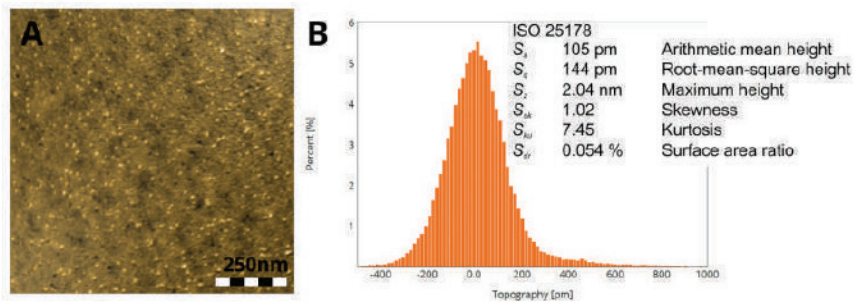 A
250nm
B
ISO 25178
Sa 105 pm Arithmetic mean height
Sq 144 pm Root-mean-square height
Sz 2.04 nm Maximum height
Ssk 1.02 Skewness
Sku 7.45 Kurtosis
Sdr 0.054 % Surface area ratio
Percent [%]
6
5
4
3
2
1
-400 -200 0.0 200 400 600 800 1000
Topography [pm]